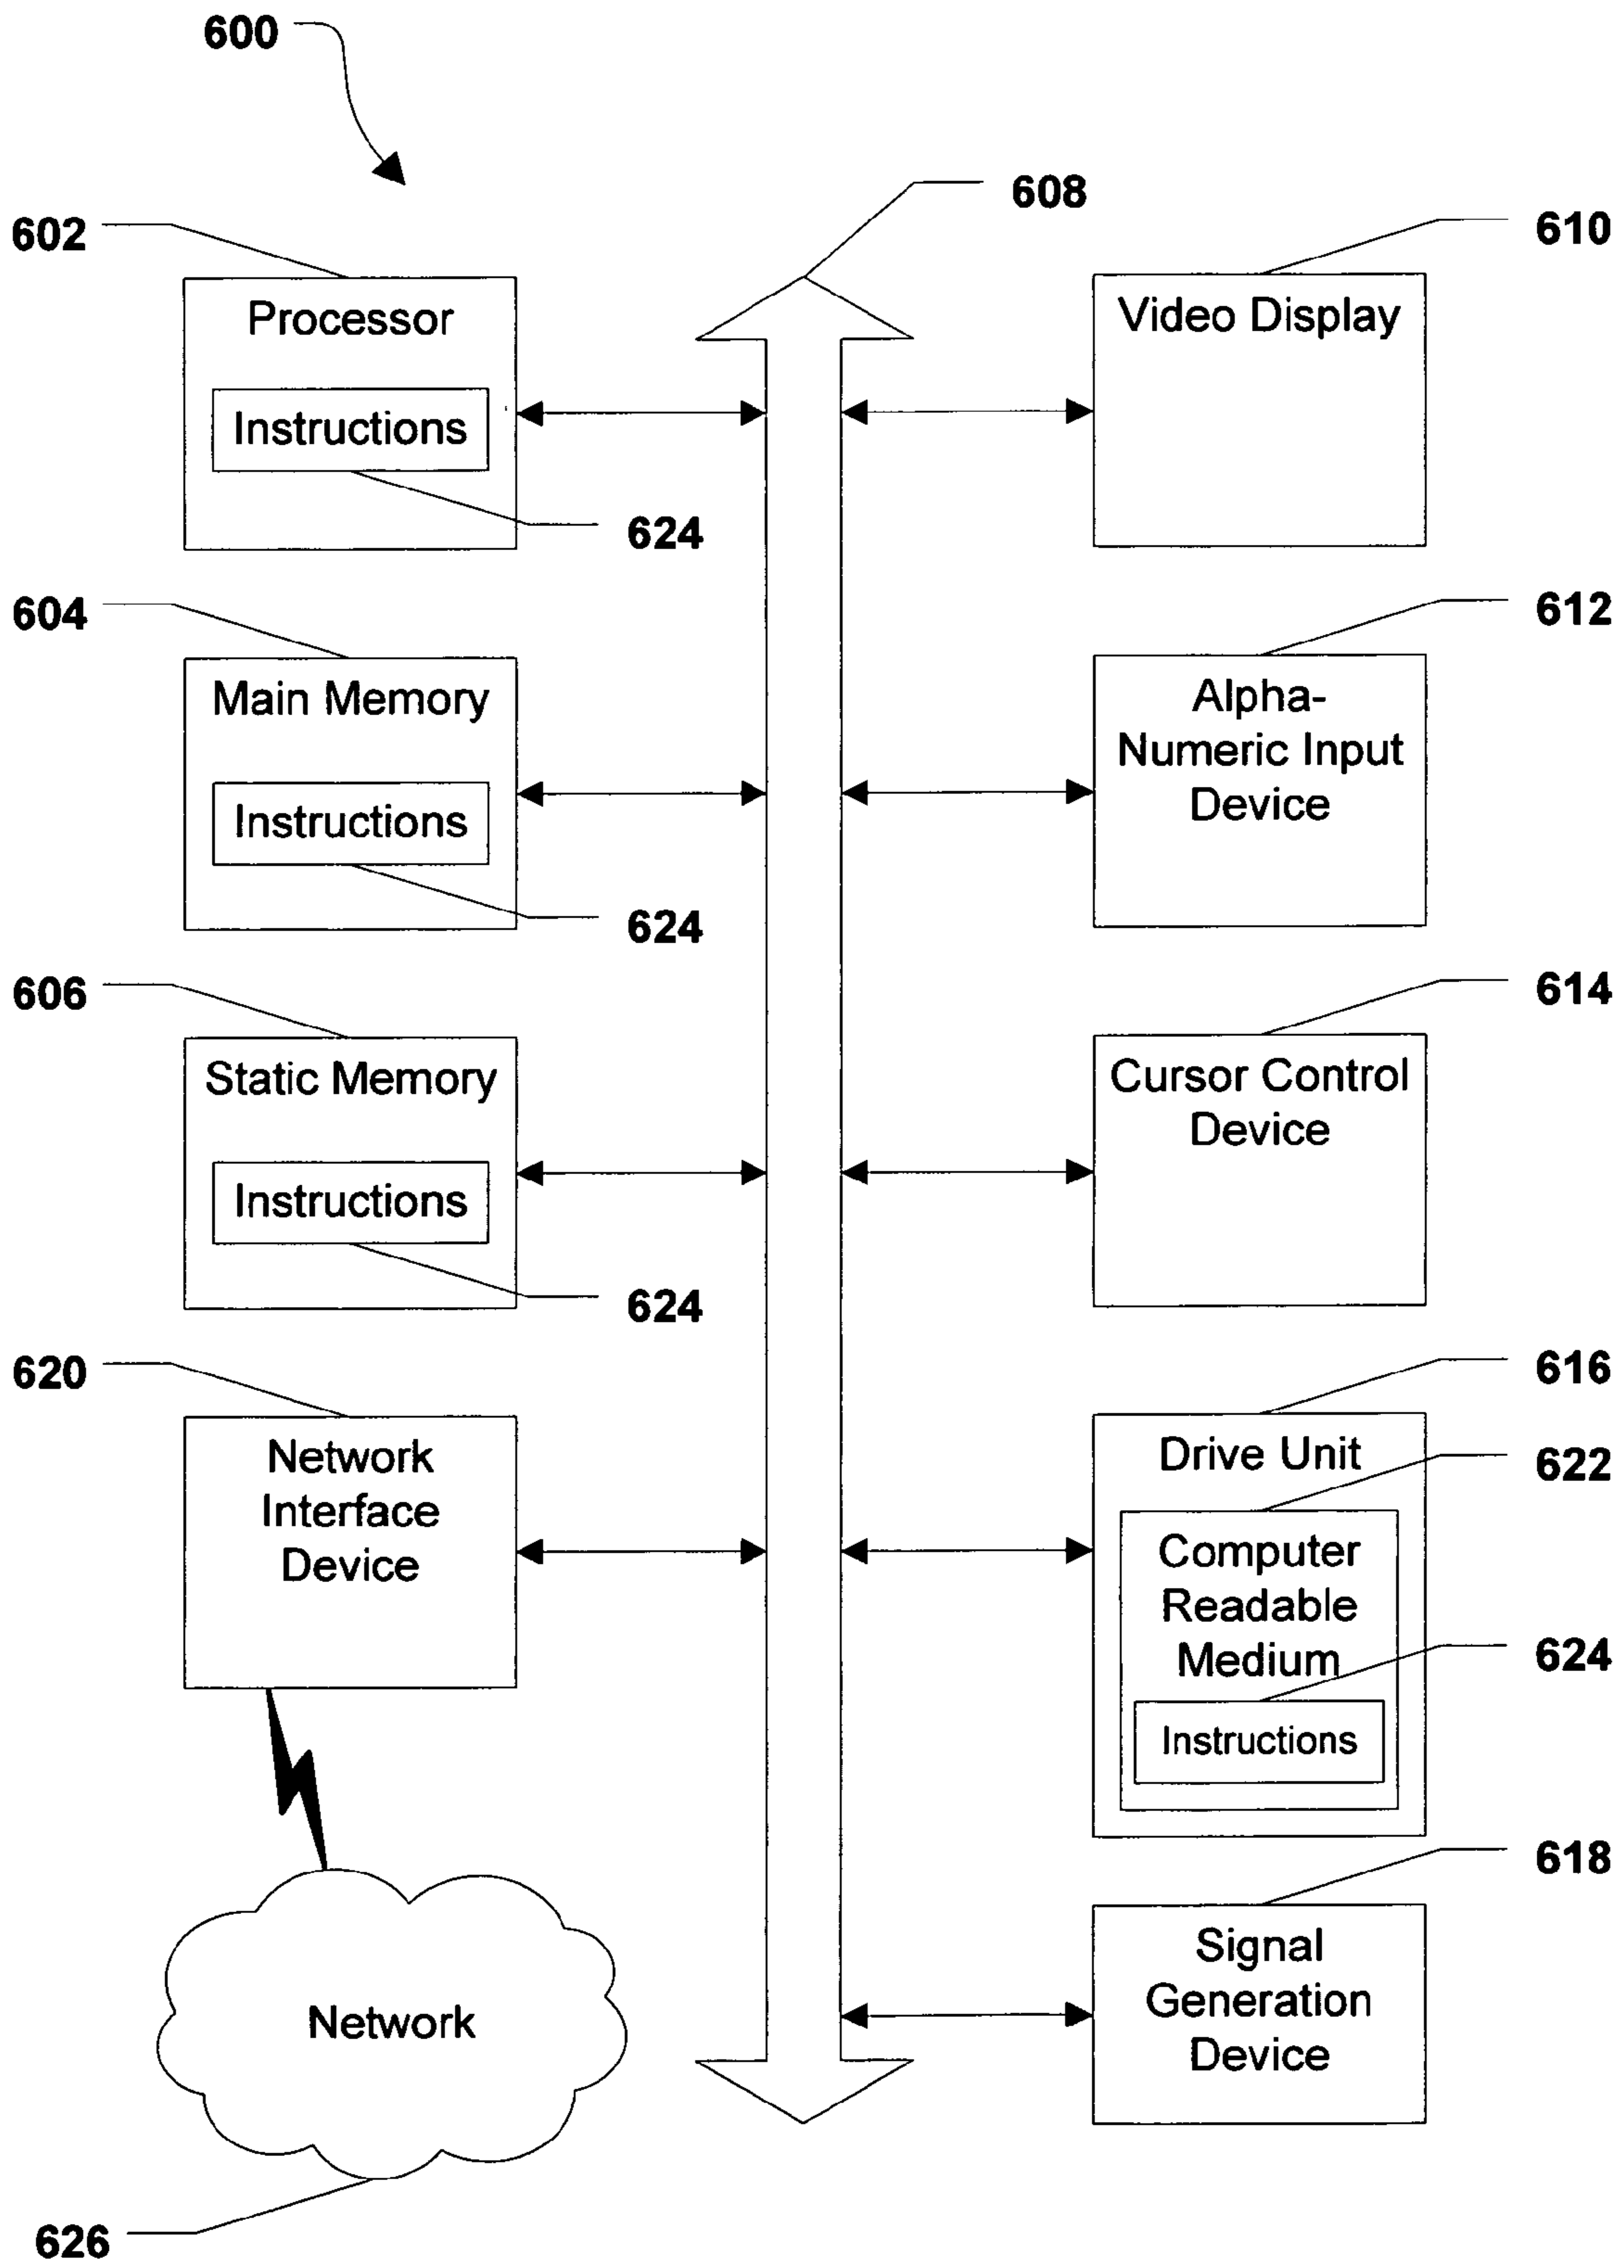 600
608
602
610
Processor
Video Display
Instructions
624
604
612
Main Memory
Alpha-
Numeric Input
Device
Instructions
624
606
614
Static Memory
Cursor Control
Device
Instructions
624
620
616
Network
Interface
Device
Drive Unit
622
Computer
Readable
Medium
624
Instructions
618
Signal
Generation
Device
Network
626